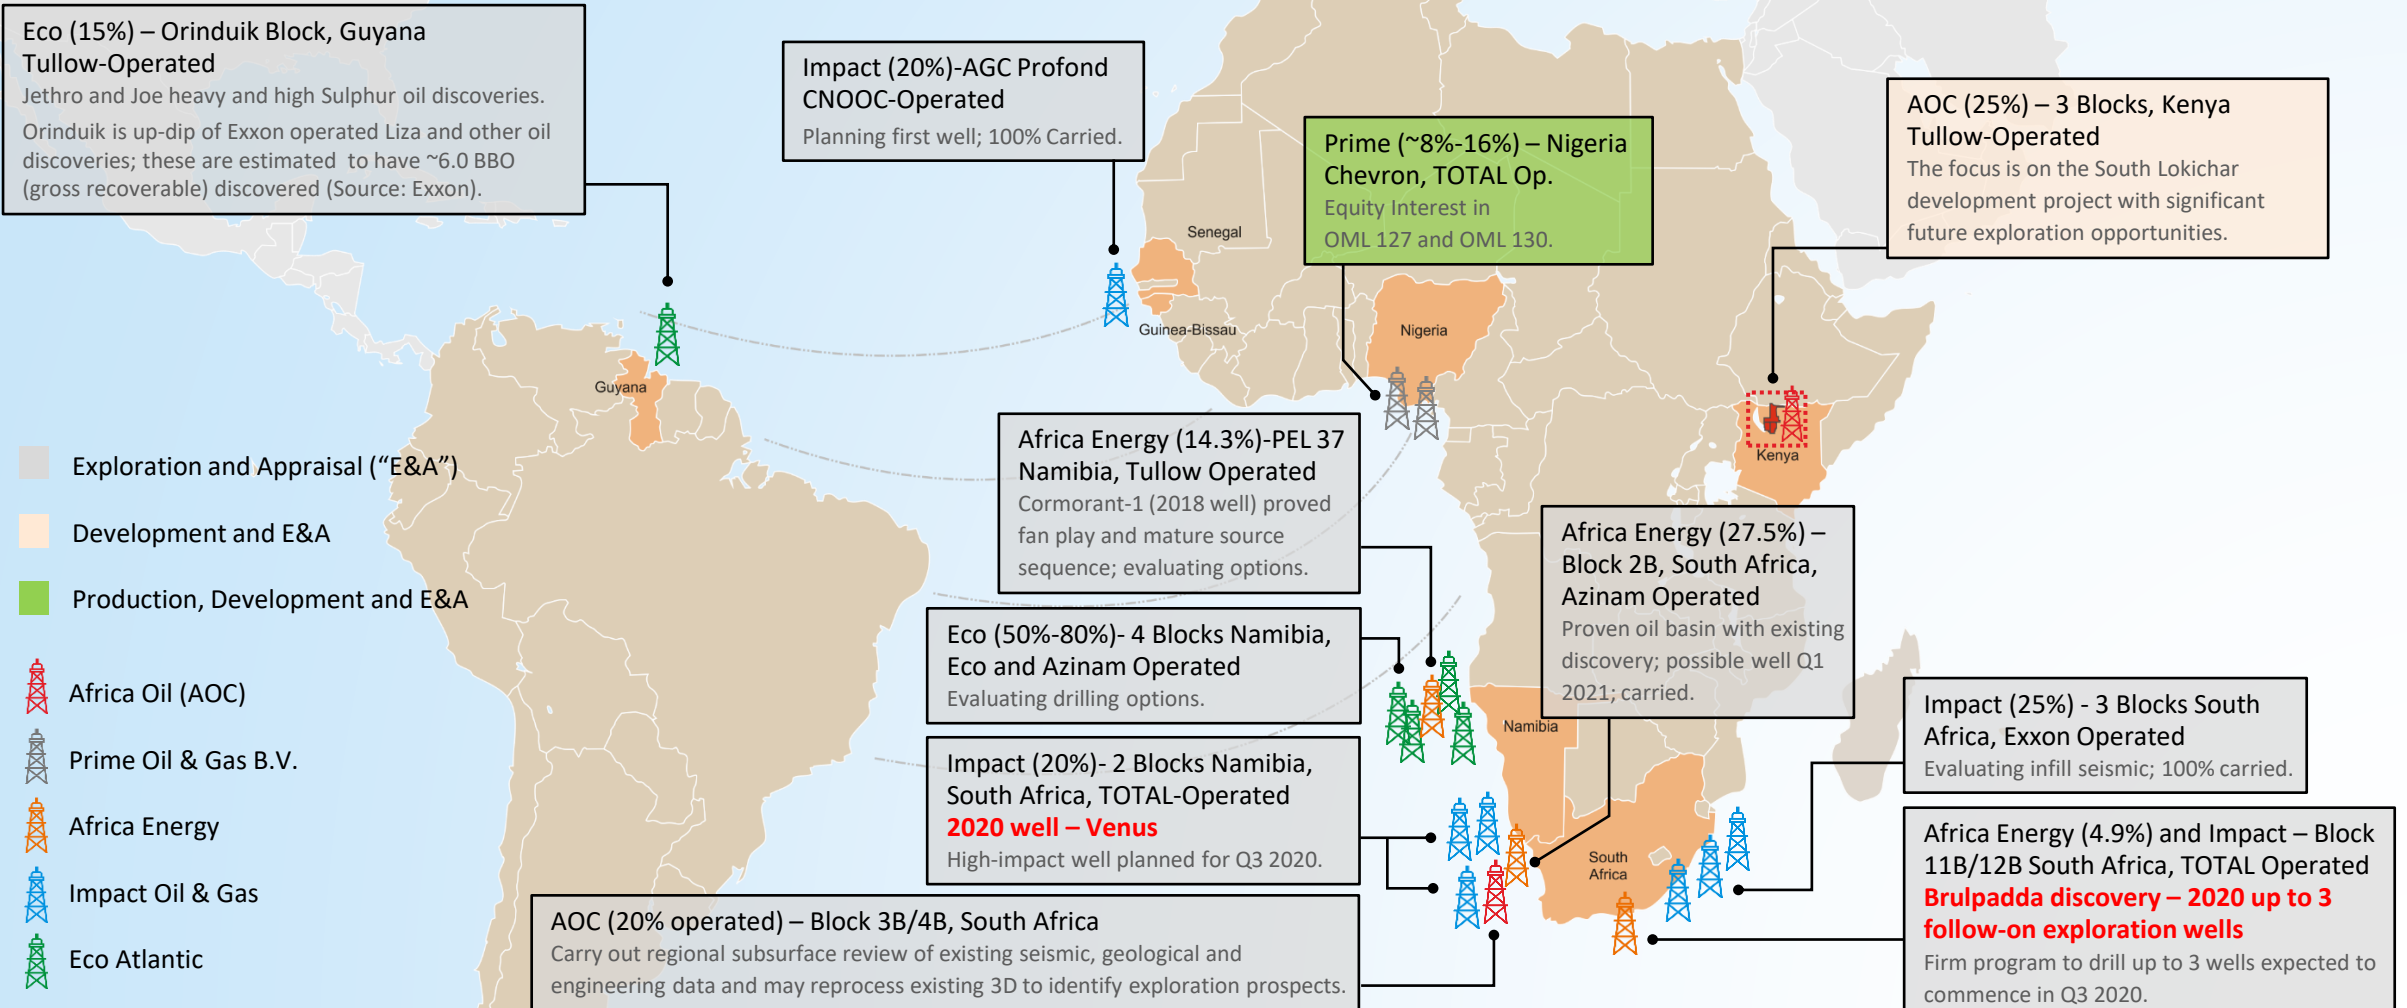 Eco (15%) – Orinduik Block, Guyana
Tullow-Operated
Jethro and Joe heavy and high Sulphur oil discoveries.
Orinduik is up-dip of Exxon operated Liza and other oil
discoveries; these are estimated to have ~6.0 BBO
(gross recoverable) discovered (Source: Exxon).
Impact (20%)-AGC Profond
CNOOC-Operated
Planning first well; 100% Carried.
Prime (~8%-16%) – Nigeria
Chevron, TOTAL Op.
Equity Interest in
OML 127 and OML 130.
AOC (25%) – 3 Blocks, Kenya
Tullow-Operated
The focus is on the South Lokichar
development project with significant
future exploration opportunities.
Senegal
Guinea-Bissau
Nigeria
Guyana
Kenya
Exploration and Appraisal (“E&A”)
Development and E&A
Production, Development and E&A
Africa Oil (AOC)
Prime Oil & Gas B.V.
Africa Energy
Impact Oil & Gas
Eco Atlantic
Africa Energy (14.3%)-PEL 37
Namibia, Tullow Operated
Cormorant-1 (2018 well) proved
fan play and mature source
sequence; evaluating options.
Africa Energy (27.5%) –
Block 2B, South Africa,
Azinam Operated
Proven oil basin with existing
discovery; possible well Q1
2021; carried.
Eco (50%-80%)- 4 Blocks Namibia,
Eco and Azinam Operated
Evaluating drilling options.
Namibia
Impact (20%)- 2 Blocks Namibia,
South Africa, TOTAL-Operated
2020 well – Venus
High-impact well planned for Q3 2020.
Impact (25%) - 3 Blocks South
Africa, Exxon Operated
Evaluating infill seismic; 100% carried.
South
Africa
Africa Energy (4.9%) and Impact – Block
11B/12B South Africa, TOTAL Operated
Brulpadda discovery – 2020 up to 3
follow-on exploration wells
Firm program to drill up to 3 wells expected to
commence in Q3 2020.
AOC (20% operated) – Block 3B/4B, South Africa
Carry out regional subsurface review of existing seismic, geological and
engineering data and may reprocess existing 3D to identify exploration prospects.